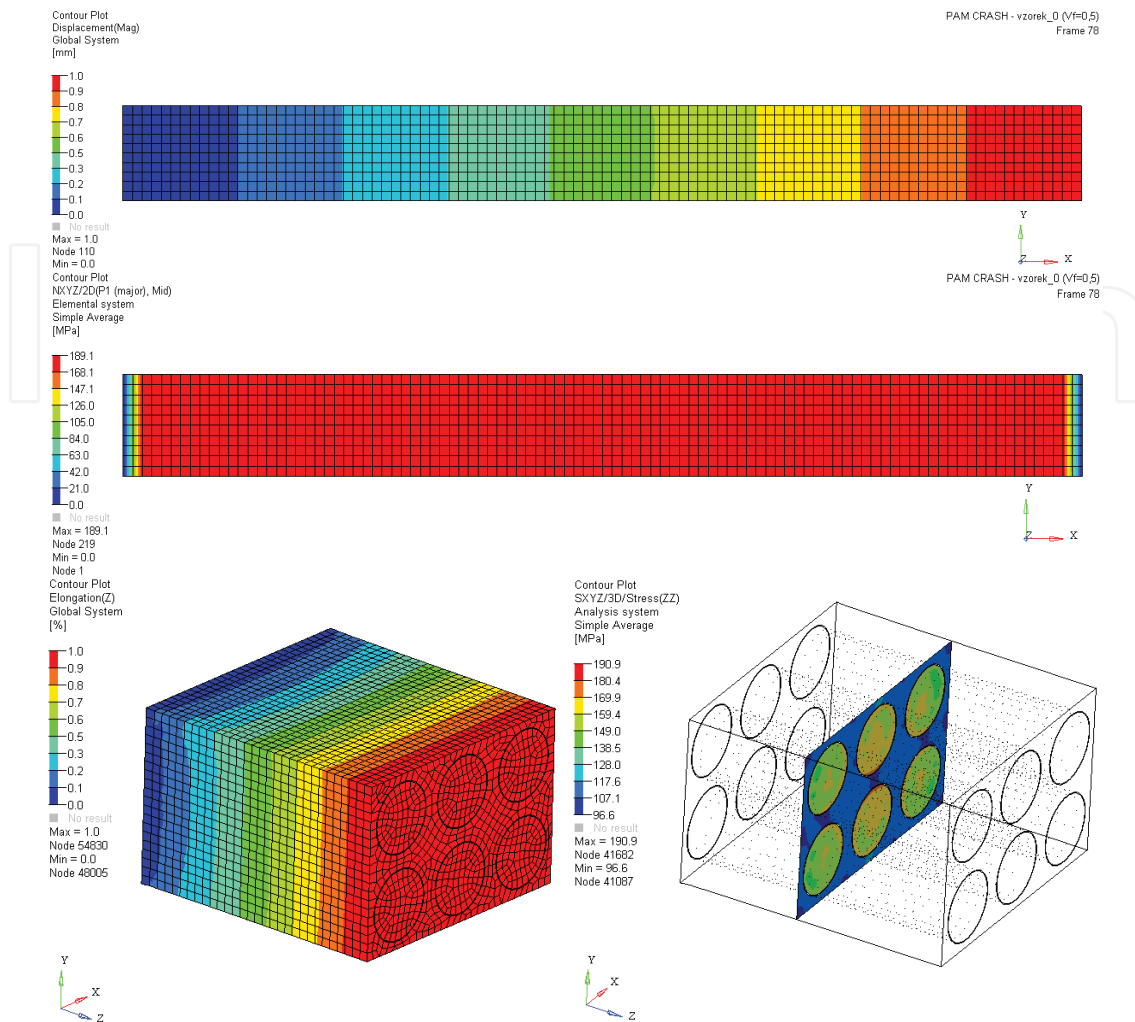 Contour Plot
Displacement(Mag)
Global System
[mm]
1.0
0.9
0.8
0.7
0.6
0.5
0.3
0.2
0.1
0.0
No result
Max = 1.0
Node 110
Min = 0.0
PAM CRASH - vzorek_0 (Vf=0,5)
Frame 78
Y
Z
X
Contour Plot
NXYZ/2D(P1 (major), Mid)
Elemental system
Simple Average
[MPa]
189.1
168.1
147.1
126.0
105.0
84.0
63.0
42.0
21.0
0.0
No result
Max = 189.1
Node 219
Min = 0.0
Node 1
PAM CRASH - vzorek_0 (Vf=0,5)
Frame 78
Y
Z
X
Contour Plot
Elongation(Z)
Global System
[%]
1.0
0.9
0.8
0.7
0.6
0.5
0.3
0.2
0.1
0.0
No result
Max = 1.0
Node 54830
Min = 0.0
Node 48005
Y
X
Z
Contour Plot
SXYZ/3D/Stress(ZZ)
Analysis system
Simple Average
[MPa]
190.9
180.4
169.9
159.4
149.0
138.5
128.0
117.6
107.1
96.6
No result
Max = 190.9
Node 41682
Min = 96.6
Node 41087
Y
X
Z